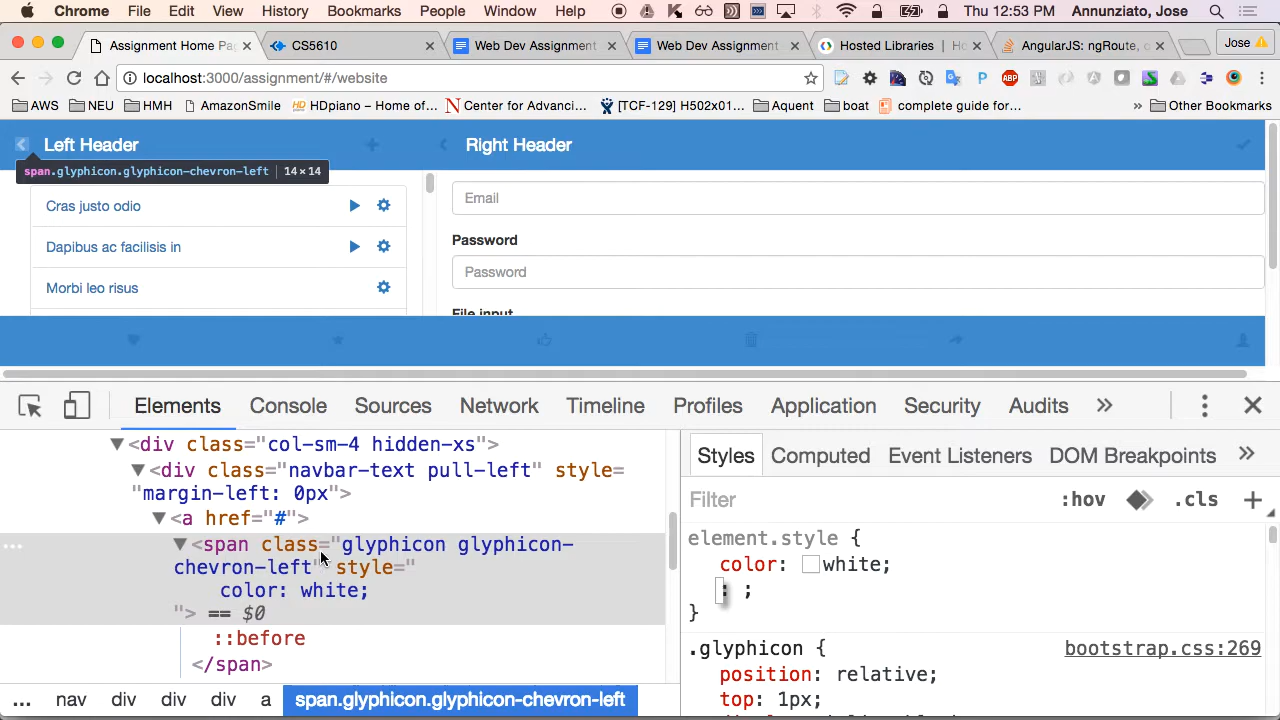 Chrome File Edit View History Bookmarks People Window Help Thu 12:53 PM Annunziato, Jose
Assignment Home Pa
CS5610
Web Dev Assignment
Web Dev Assignment
Hosted Libraries | Ho
AngularJS: ngRoute, c
Jose
localhost:3000/assignment/#/website
AWS NEU HMH AmazonSmile HDpiano – Home of... Center for Advanci... [TCF-129] H502x01... Aquent boat complete guide for... » Other Bookmarks
Left Header
Right Header
span.glyphicon.glyphicon-chevron-left | 14×14
Cras justo odio
Dapibus ac facilisis in
Morbi leo risus
Email
Password
Password
File input
Elements Console Sources Network Timeline Profiles Application Security Audits »
▼<div class="col-sm-4 hidden-xs">
▼<div class="navbar-text pull-left" style=
"margin-left: 0px">
▼<a href="#">
▼<span class="glyphicon glyphicon-
chevron-left" style="
color: white;
"> == $0
::before
</span>
... nav div div div a span.glyphicon.glyphicon-chevron-left
Styles Computed Event Listeners DOM Breakpoints »
Filter :hov .cls +
element.style {
color: white;
: ;
}
.glyphicon { bootstrap.css:269
position: relative;
top: 1px;